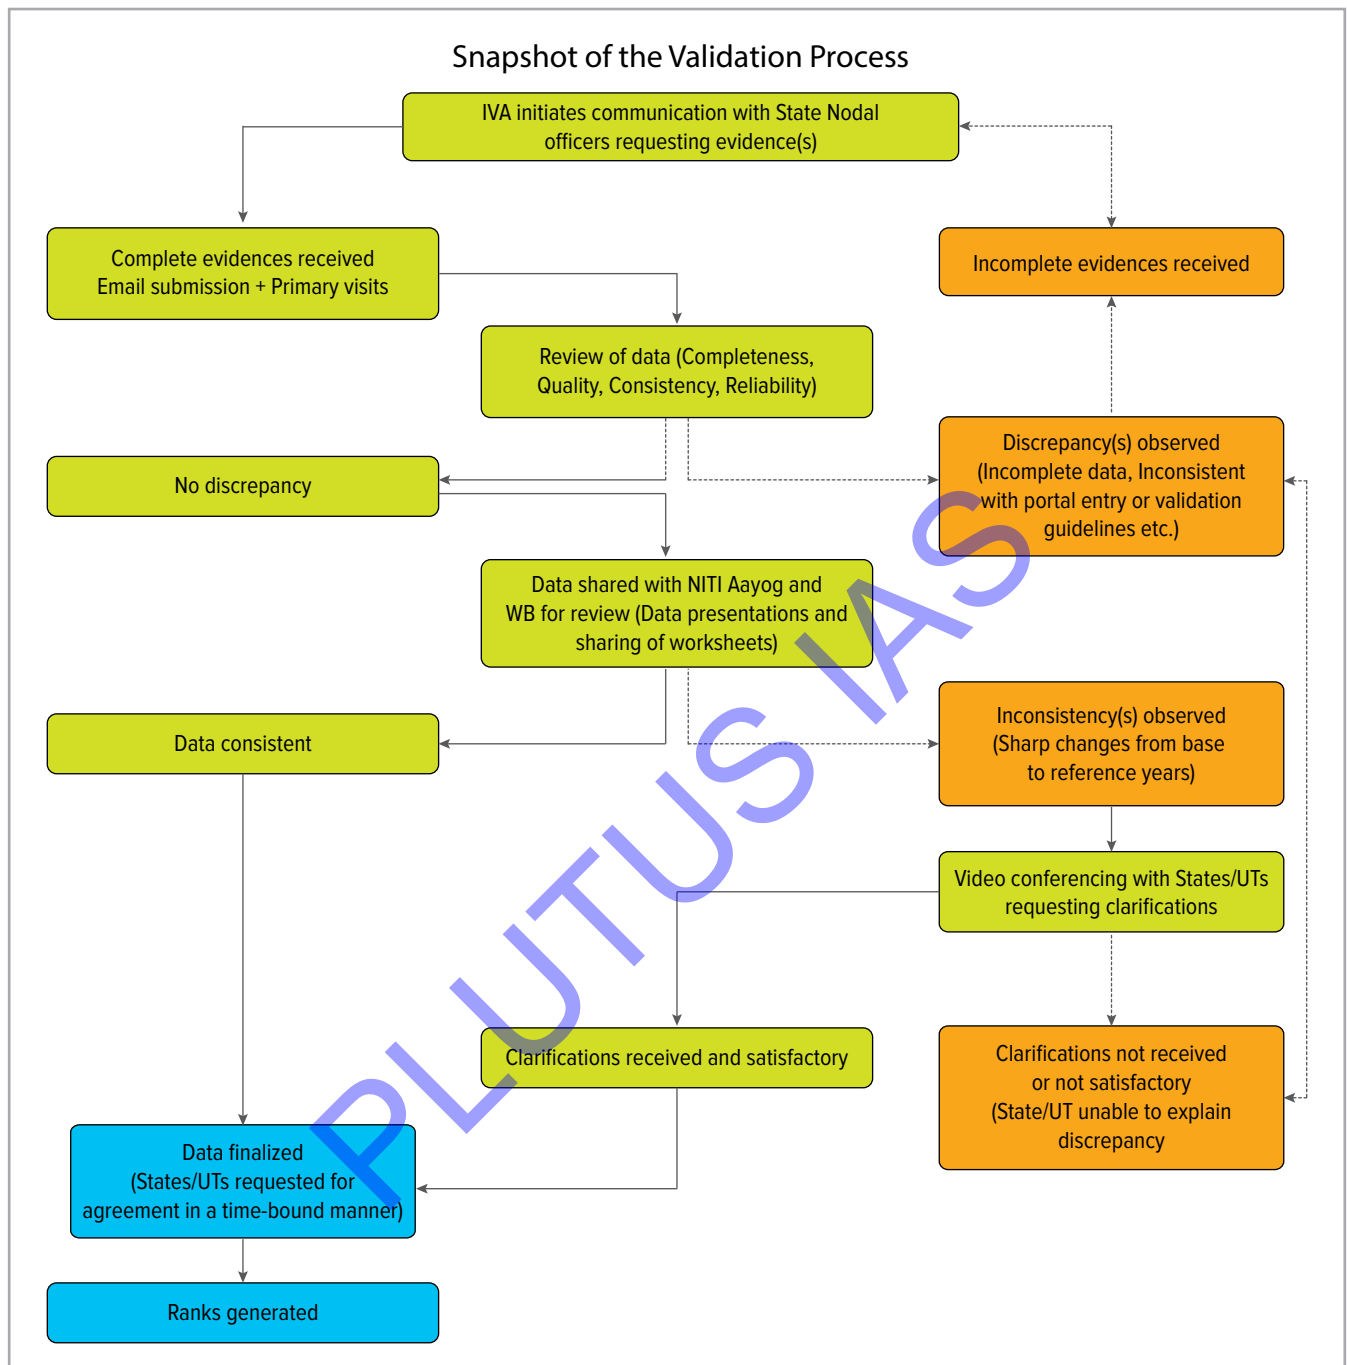 Snapshot of the Validation Process
IVA initiates communication with State Nodal
officers requesting evidence(s)
Complete evidences received
Email submission + Primary visits
Incomplete evidences received
Review of data (Completeness,
Quality, Consistency, Reliability)
Discrepancy(s) observed
(Incomplete data, Inconsistent
with portal entry or validation
guidelines etc.)
No discrepancy
Data shared with NITI Aayog and
WB for review (Data presentations and
sharing of worksheets)
Inconsistency(s) observed
(Sharp changes from base
to reference years)
Data consistent
Video conferencing with States/UTs
requesting clarifications
Clarifications received and satisfactory
Clarifications not received
or not satisfactory
(State/UT unable to explain
discrepancy
Data finalized
(States/UTs requested for
agreement in a time-bound manner)
Ranks generated
PLUTUS IAS